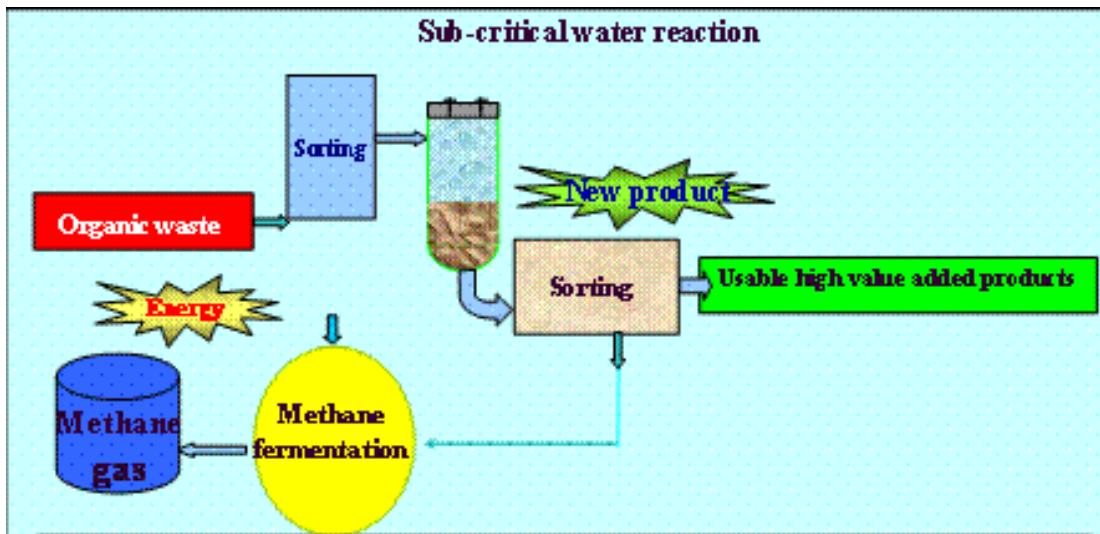 Sub-critical water reaction
Sorting
New product
Organic waste
Sorting
Usable high value added products
Energy
Methane
fermentation
Methane
gas